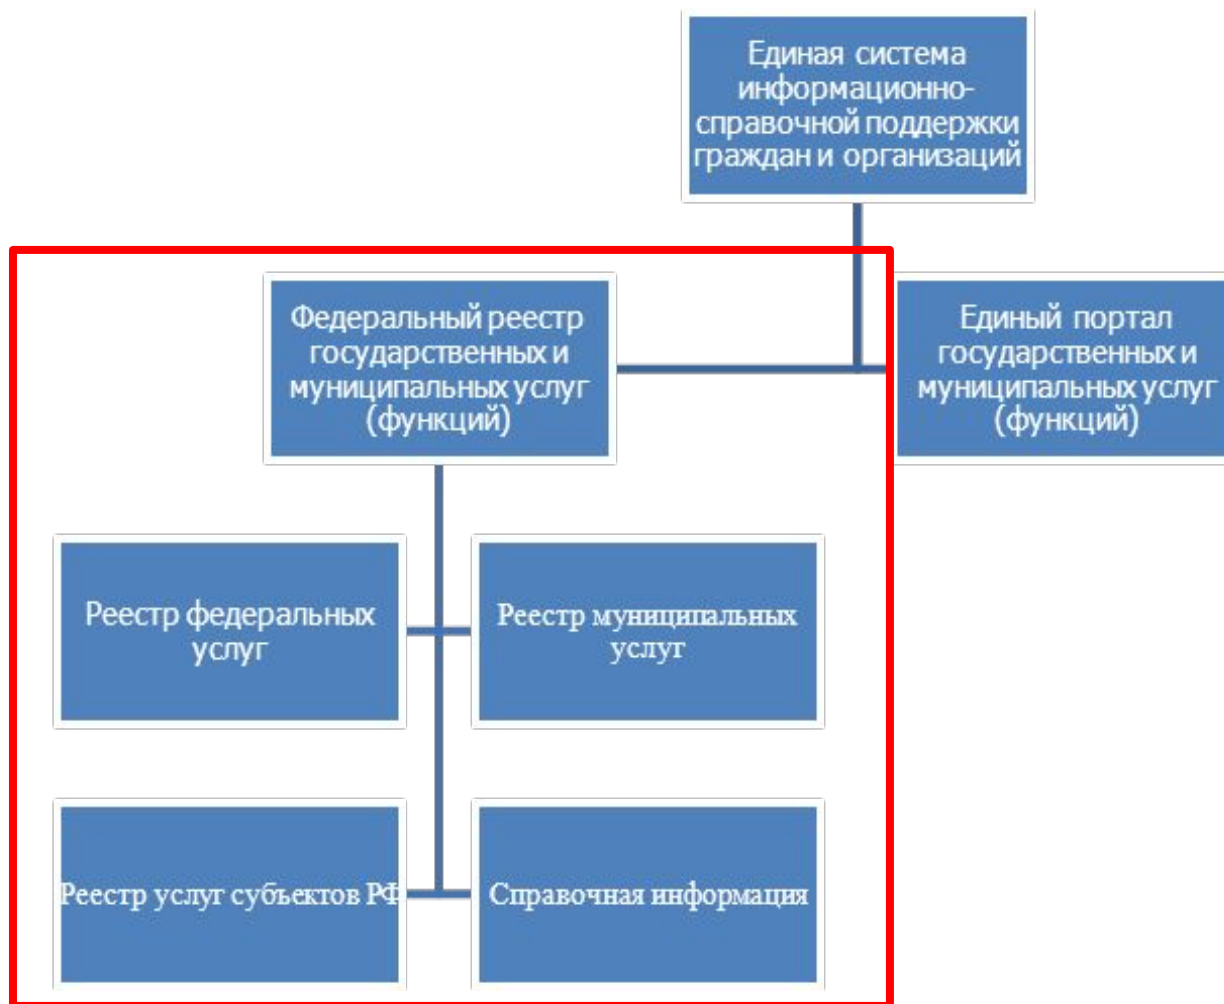 Единая система
информационно-
справочной поддержки
граждан и организаций
Федеральный реестр
государственных и
муниципальных услуг
(функций)
Единый портал
государственных и
муниципальных услуг
(функций)
Реестр федеральных
услуг
Реестр муниципальных
услуг
Реестр услуг субъектов РФ
Справочная информация